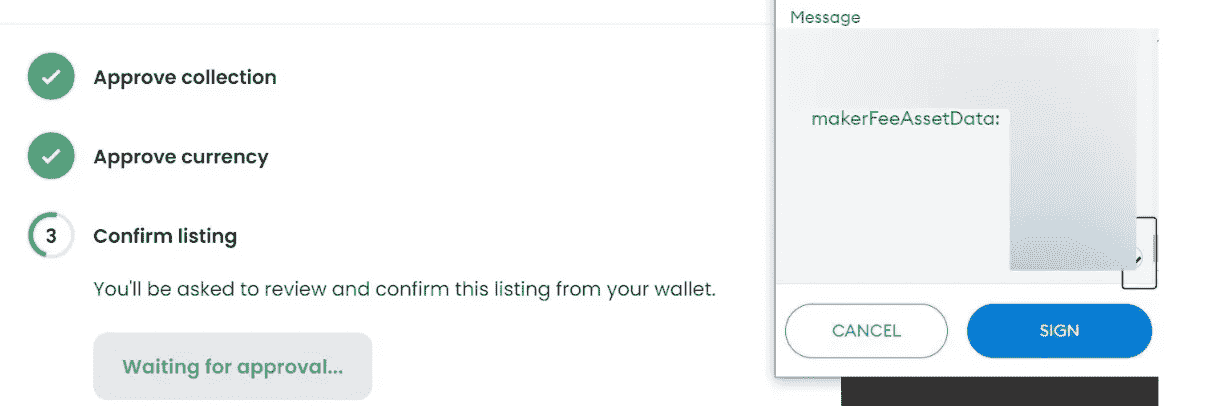 Approve collection
Approve currency
3
Confirm listing
You'll be asked to review and confirm this listing from your wallet.
Waiting for approval...
Message
makerFeeAssetData:
CANCEL
SIGN